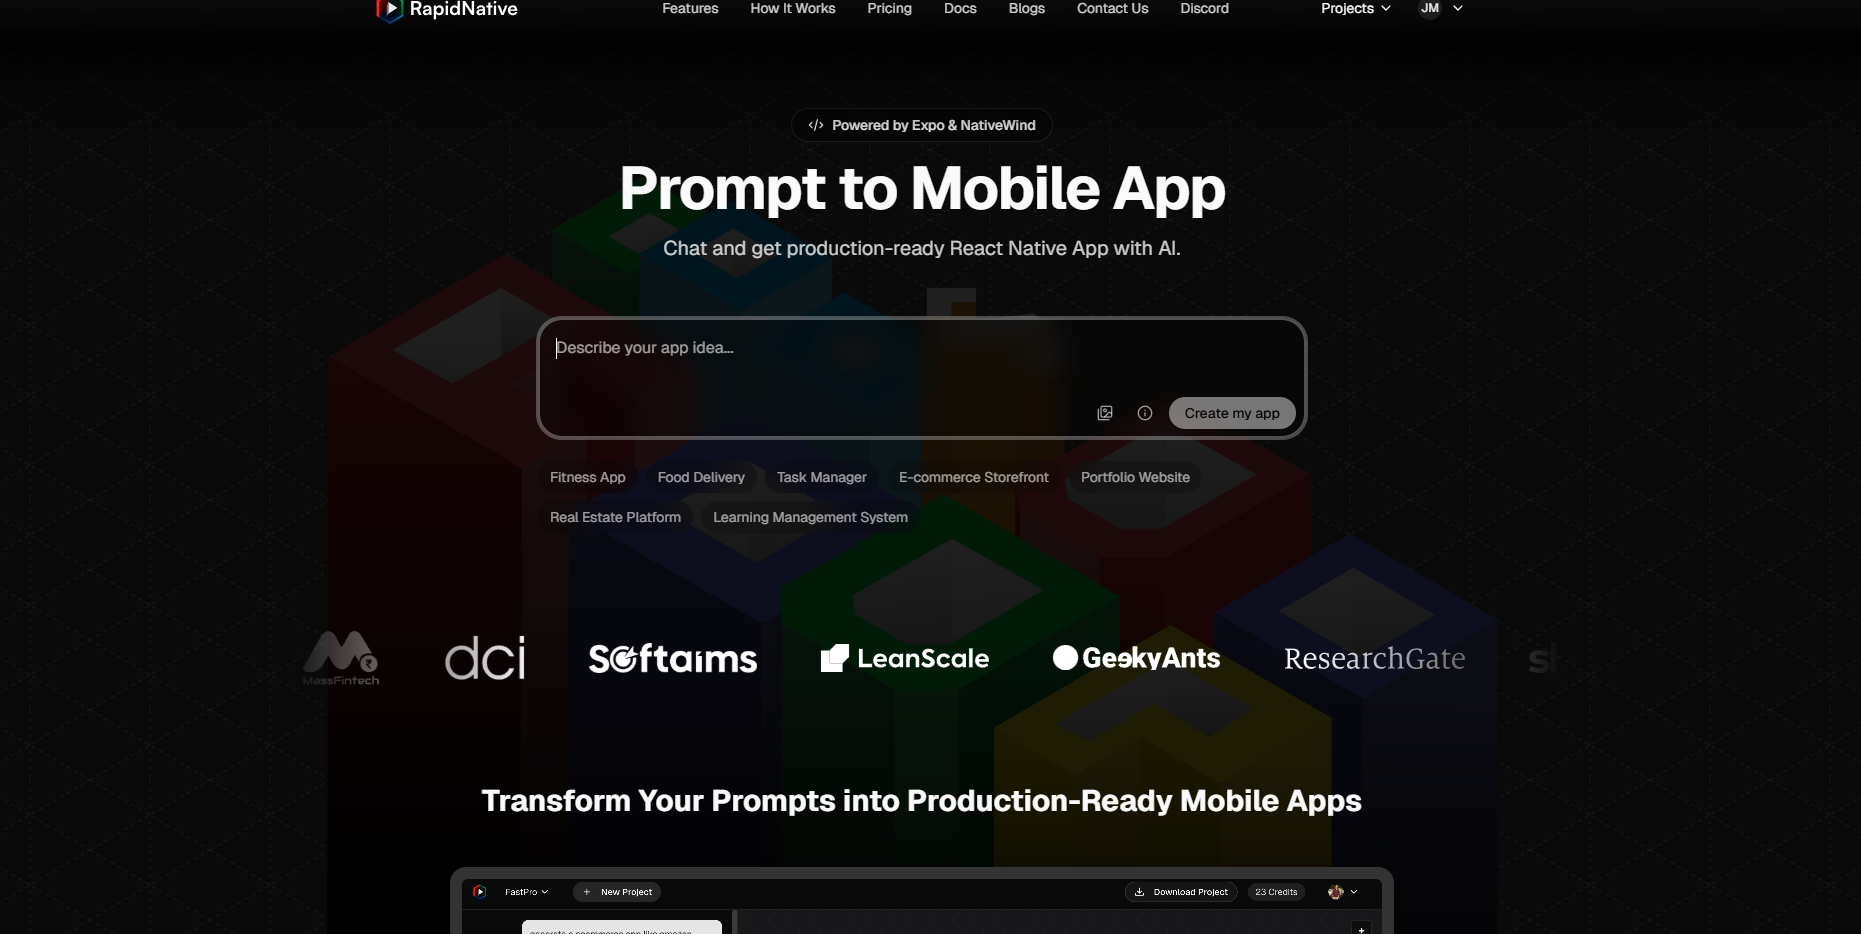 RapidNative
Features How It Works Pricing Docs Blogs Contact Us Discord Projects JM
Powered by Expo & NativeWind
Prompt to Mobile App
Chat and get production-ready React Native App with AI.
Describe your app idea...
Create my app
Fitness App Food Delivery Task Manager E-commerce Storefront Portfolio Website
Real Estate Platform Learning Management System
MassFintech dci Softaims LeanScale GeekyAnts ResearchGate
Transform Your Prompts into Production-Ready Mobile Apps
FastPro + New Project Download Project 23 Credits